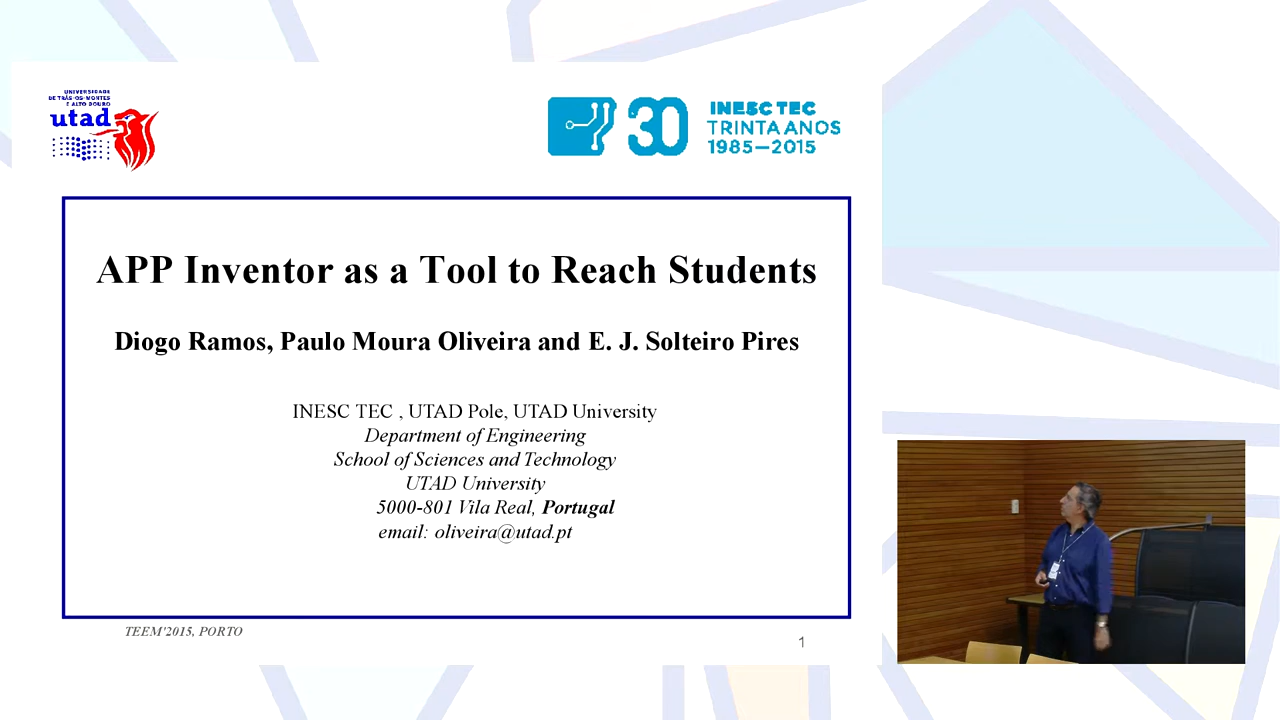 UNIVERSIDADE
DE TRÁS-OS-MONTES
E ALTO DOURO
utad
30
INESC TEC
TRINTA ANOS
1985—2015
APP Inventor as a Tool to Reach Students
Diogo Ramos, Paulo Moura Oliveira and E. J. Solteiro Pires
INESC TEC , UTAD Pole, UTAD University
Department of Engineering
School of Sciences and Technology
UTAD University
5000-801 Vila Real, Portugal
email: oliveira@utad.pt
TEEM'2015, PORTO
1